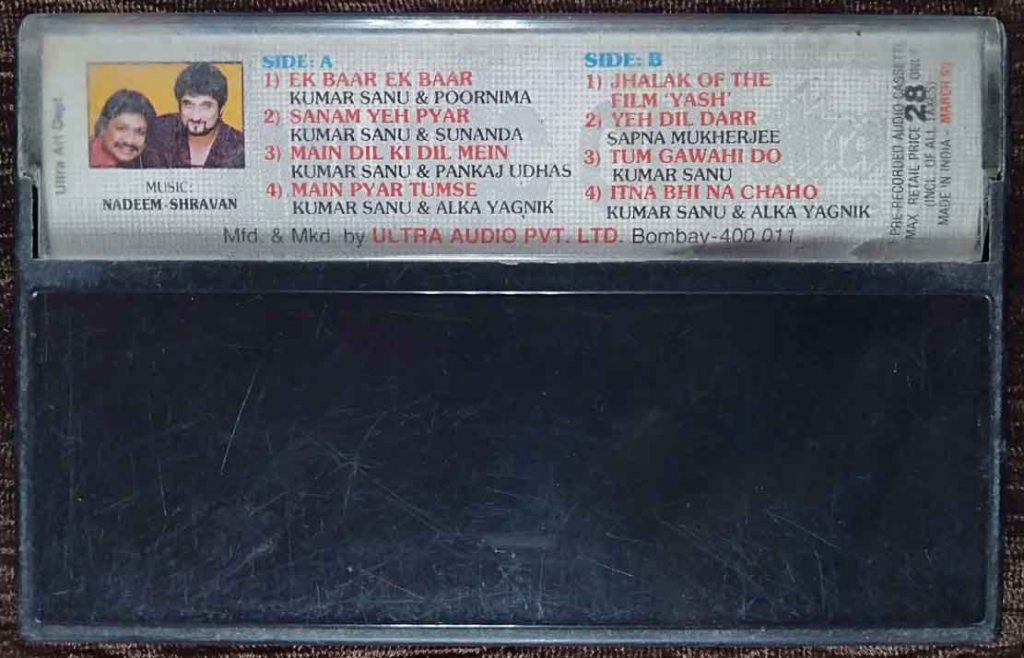 Ultra Art Dept
MUSIC:
NADEEM-SHRAVAN
SIDE: A
1) EK BAAR EK BAAR
KUMAR SANU & POORNIMA
2) SANAM YEH PYAR
KUMAR SANU & SUNANDA
3) MAIN DIL KI DIL MEIN
KUMAR SANU & PANKAJ UDHAS
4) MAIN PYAR TUMSE
KUMAR SANU & ALKA YAGNIK
SIDE: B
1) JHALAK OF THE
FILM 'YASH'
2) YEH DIL DARR
SAPNA MUKHERJEE
3) TUM GAWAHI DO
KUMAR SANU
4) ITNA BHI NA CHAHO
KUMAR SANU & ALKA YAGNIK
Mfd. & Mkd. by ULTRA AUDIO PVT. LTD. Bombay-400 011
PRE-RECORDED AUDIO CASSETTE
MAX RETAIL PRICE 28 ONLY
(INCL. OF ALL TAXES)
MADE IN INDIA - MARCH